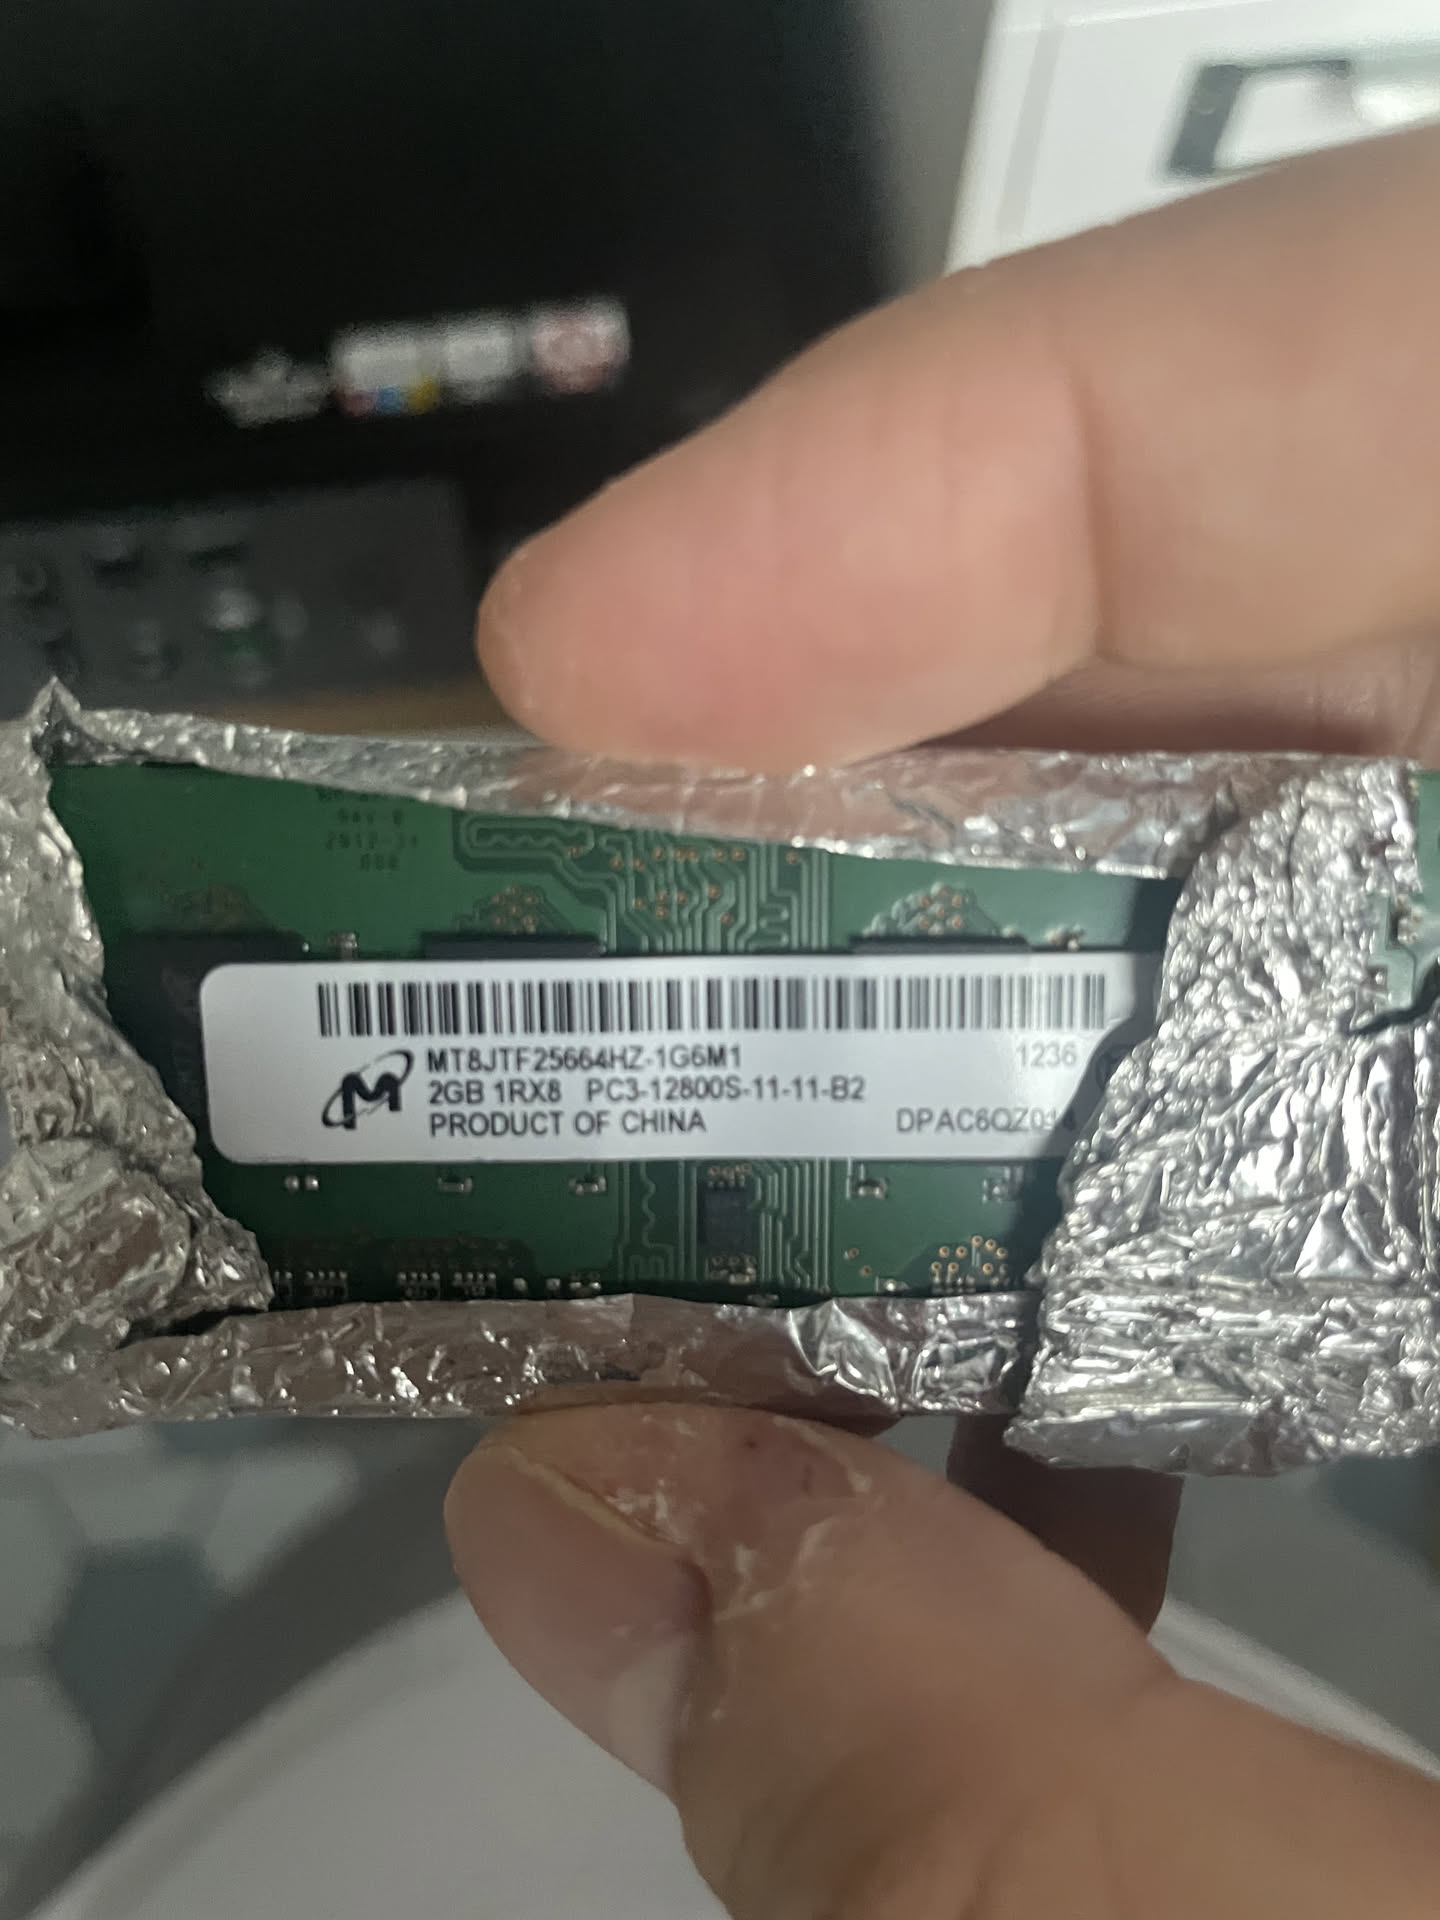 MT8JTF25664HZ-1G6M1 1236
2GB 1RX8 PC3-12800S-11-11-B2
PRODUCT OF CHINA